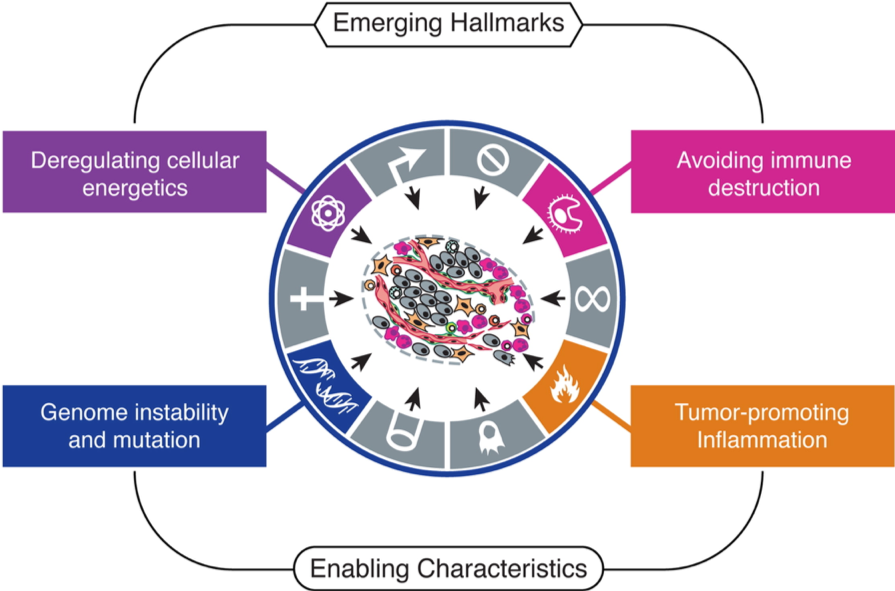 Emerging Hallmarks
Deregulating cellular
energetics
Avoiding immune
destruction
Genome instability
and mutation
Tumor-promoting
Inflammation
Enabling Characteristics